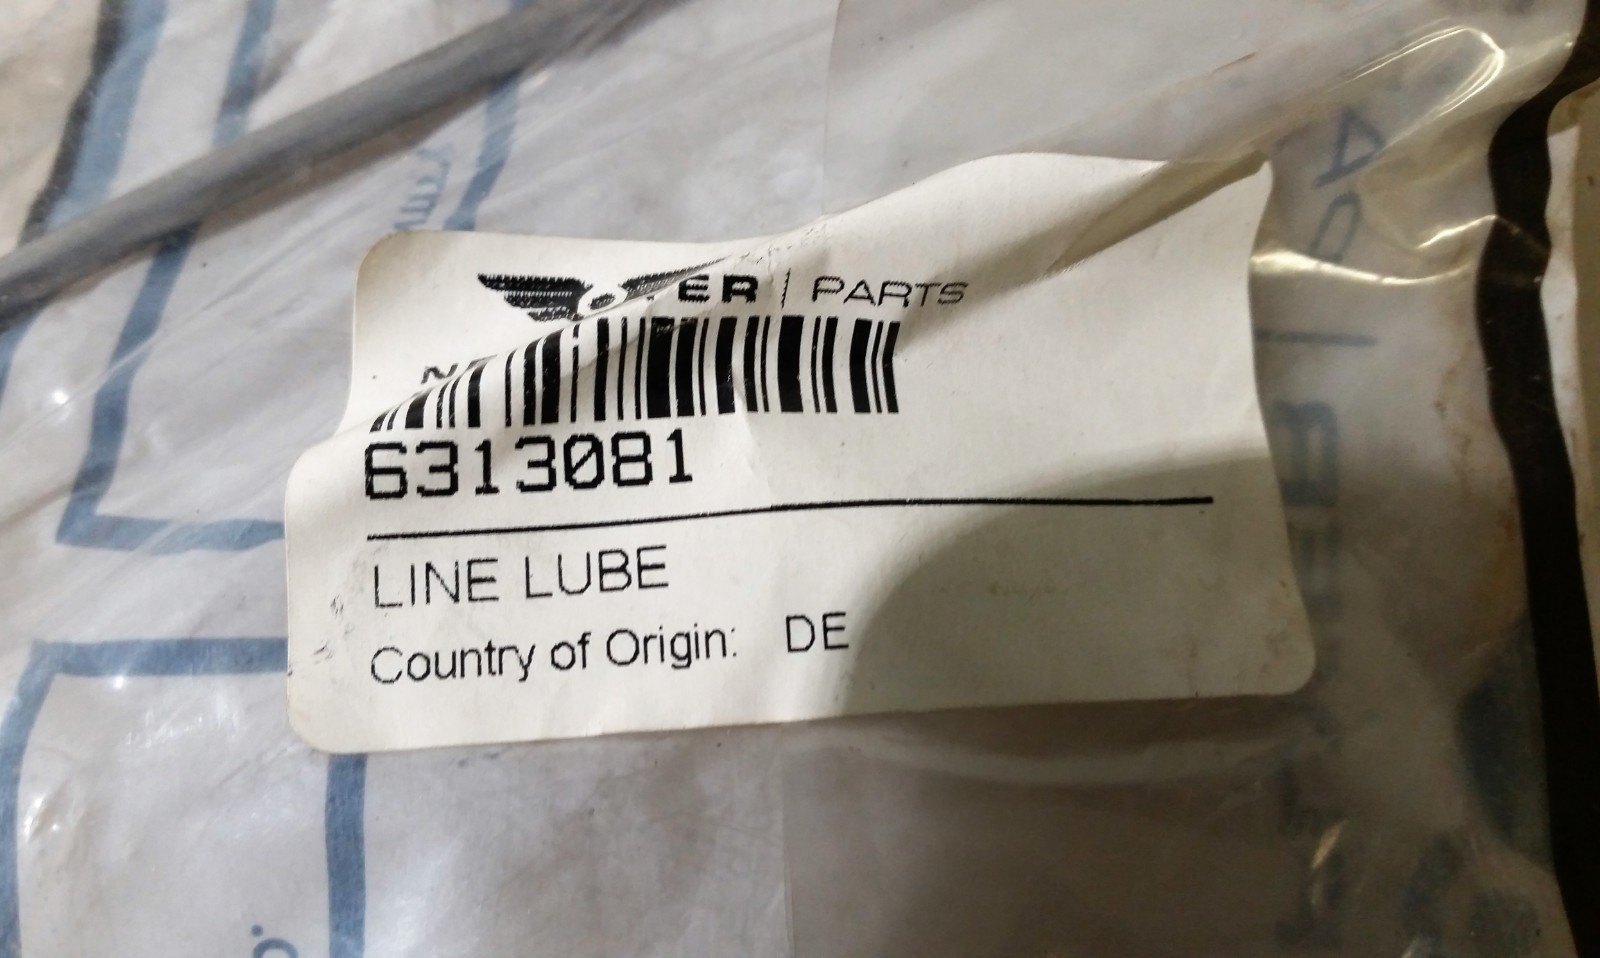 ER | PARTS
6313081
LINE LUBE
Country of Origin: DE